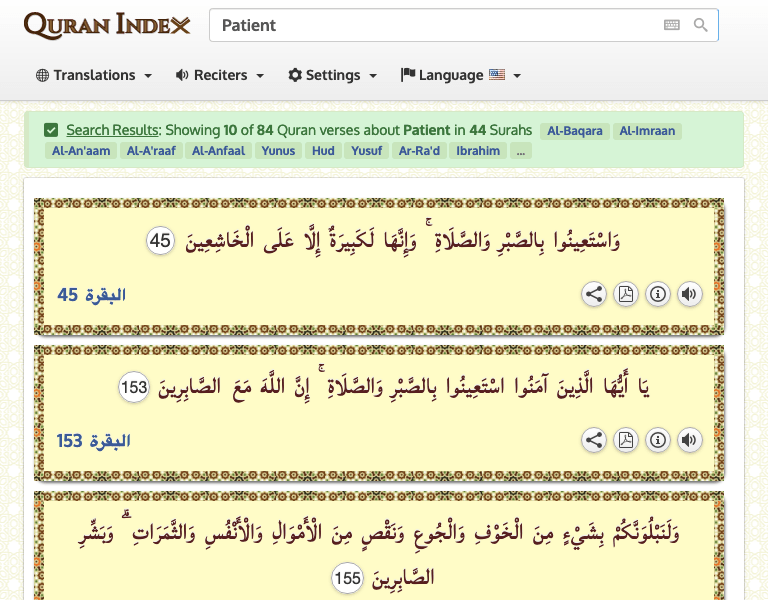 QURAN INDEX
Patient
Translations Reciters Settings Language
Search Results: Showing 10 of 84 Quran verses about Patient in 44 Surahs Al-Baqara Al-Imraan
Al-An'aam Al-A'raaf Al-Anfaal Yunus Hud Yusuf Ar-Ra'd Ibrahim ...
وَاسْتَعِينُوا بِالصَّبْرِ وَالصَّلَاةِ ۚ وَإِنَّهَا لَكَبِيرَةٌ إِلَّا عَلَى الْخَاشِعِينَ 45
البقرة 45
يَا أَيُّهَا الَّذِينَ آمَنُوا اسْتَعِينُوا بِالصَّبْرِ وَالصَّلَاةِ ۚ إِنَّ اللَّهَ مَعَ الصَّابِرِينَ 153
البقرة 153
وَلَنَبْلُوَنَّكُمْ بِشَيْءٍ مِنَ الْخَوْفِ وَالْجُوعِ وَنَقْصٍ مِنَ الْأَمْوَالِ وَالْأَنْفُسِ وَالثَّمَرَاتِ ۗ وَبَشِّرِ
الصَّابِرِينَ 155